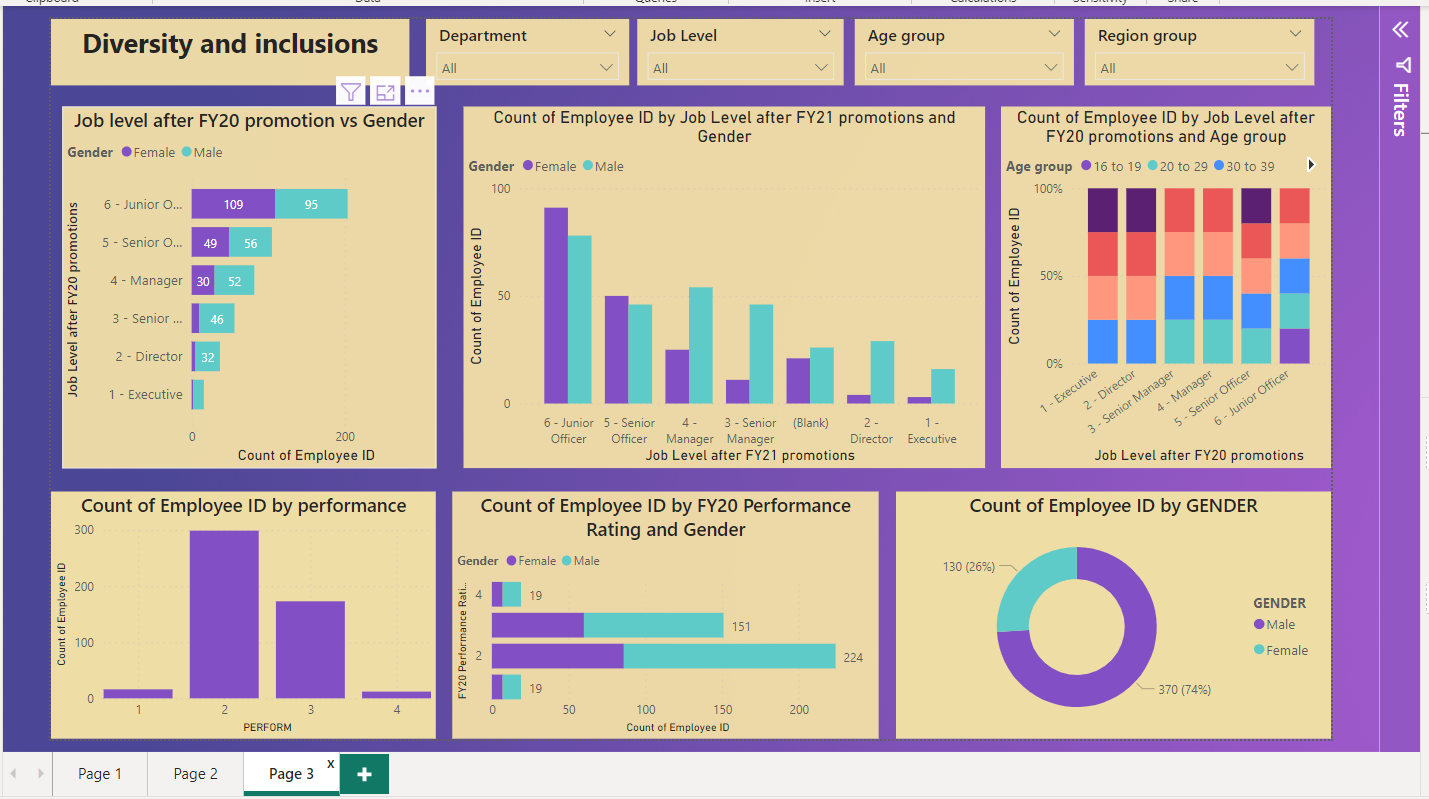 Clipboard Data Queries Insert Calculations Sensitivity Share
Diversity and inclusions
Department
All
Job Level
All
Age group
All
Region group
All
Filters
Job level after FY20 promotion vs Gender
Gender Female Male
Job Level after FY20 promotions
6 - Junior O... 109 95
5 - Senior O... 49 56
4 - Manager 30 52
3 - Senior ... 46
2 - Director 32
1 - Executive
0 200
Count of Employee ID
Count of Employee ID by Job Level after FY21 promotions and
Gender
Gender Female Male
Count of Employee ID
100
50
0
6 - Junior Officer
5 - Senior Officer
4 - Manager
3 - Senior Manager
(Blank)
2 - Director
1 - Executive
Job Level after FY21 promotions
Count of Employee ID by Job Level after
FY20 promotions and Age group
Age group 16 to 19 20 to 29 30 to 39
Count of Employee ID
100%
50%
0%
1 - Executive
2 - Director
3 - Senior Manager
4 - Manager
5 - Senior Officer
6 - Junior Officer
Job Level after FY20 promotions
Count of Employee ID by performance
Count of Employee ID
300
200
100
0
1 2 3 4
PERFORM
Count of Employee ID by FY20 Performance
Rating and Gender
Gender Female Male
FY20 Performance Rati...
4 19
151
2 224
19
0 50 100 150 200
Count of Employee ID
Count of Employee ID by GENDER
130 (26%)
370 (74%)
GENDER
Male
Female
Page 1 Page 2 Page 3 x +